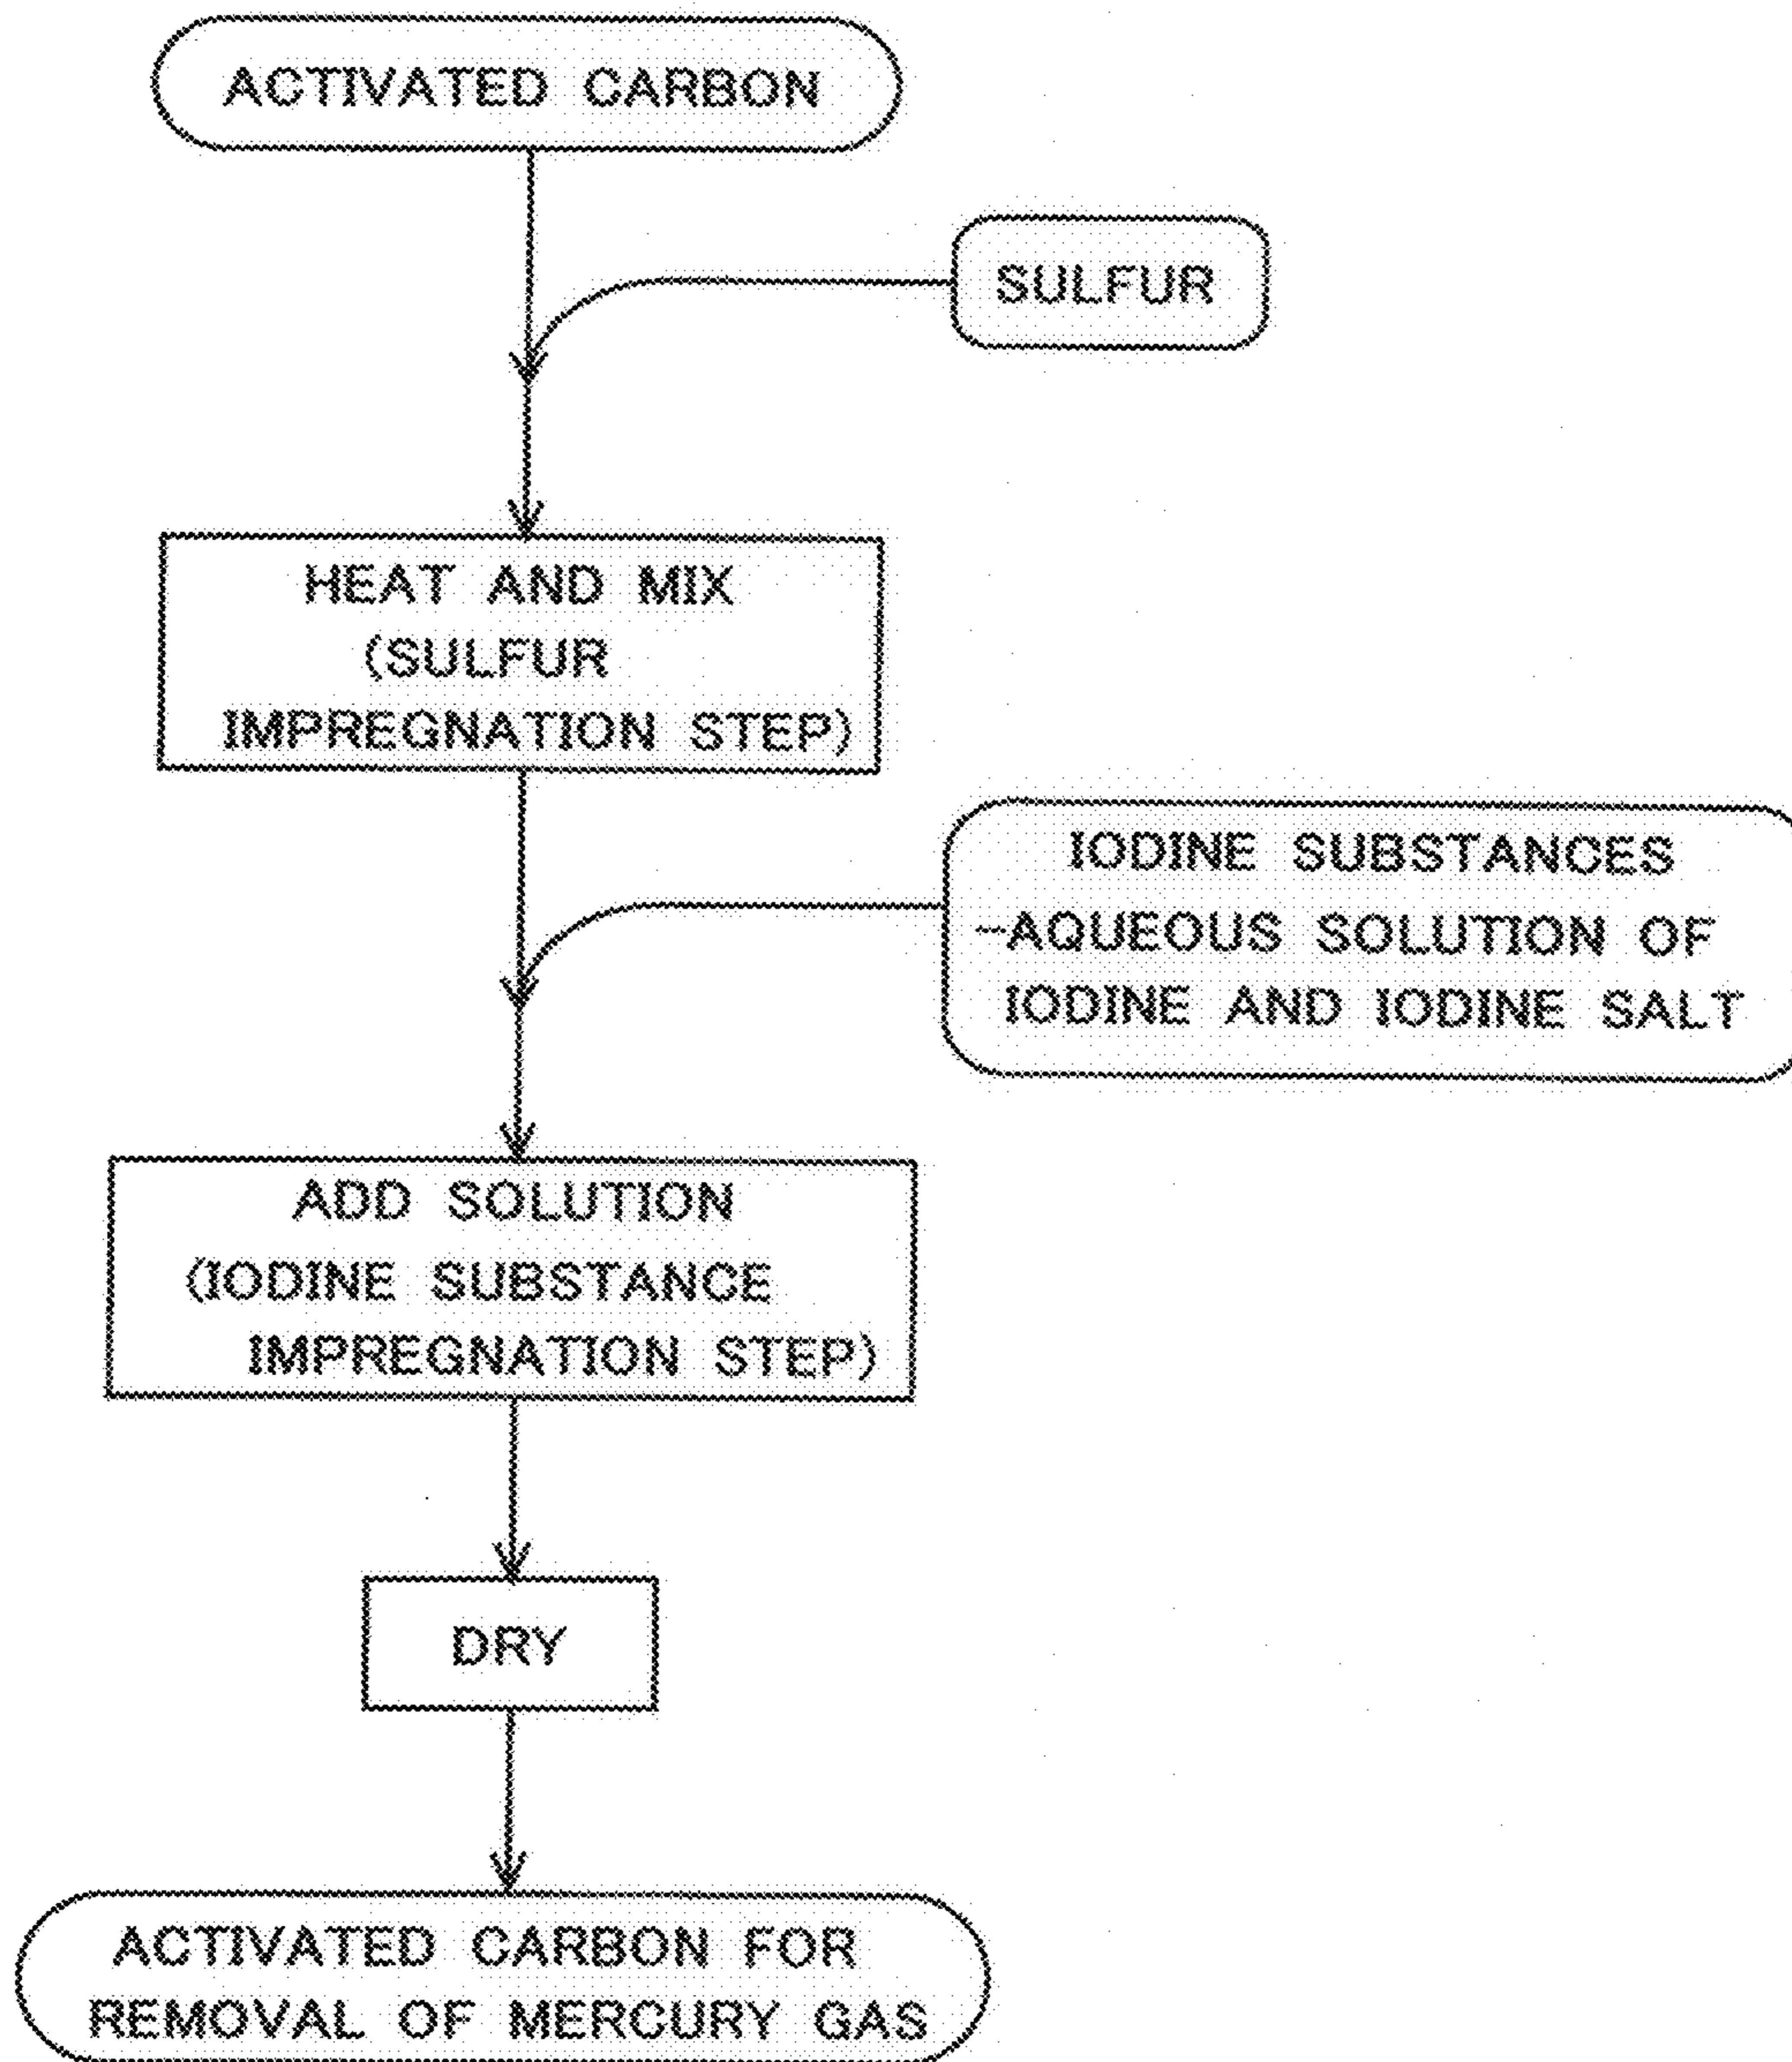 ACTIVATED CARBON
SULFUR
HEAT AND MIX
(SULFUR
IMPREGNATION STEP)
IODINE SUBSTANCES
-AQUEOUS SOLUTION OF
IODINE AND IODINE SALT
ADD SOLUTION
(IODINE SUBSTANCE
IMPREGNATION STEP)
DRY
ACTIVATED CARBON FOR
REMOVAL OF MERCURY GAS